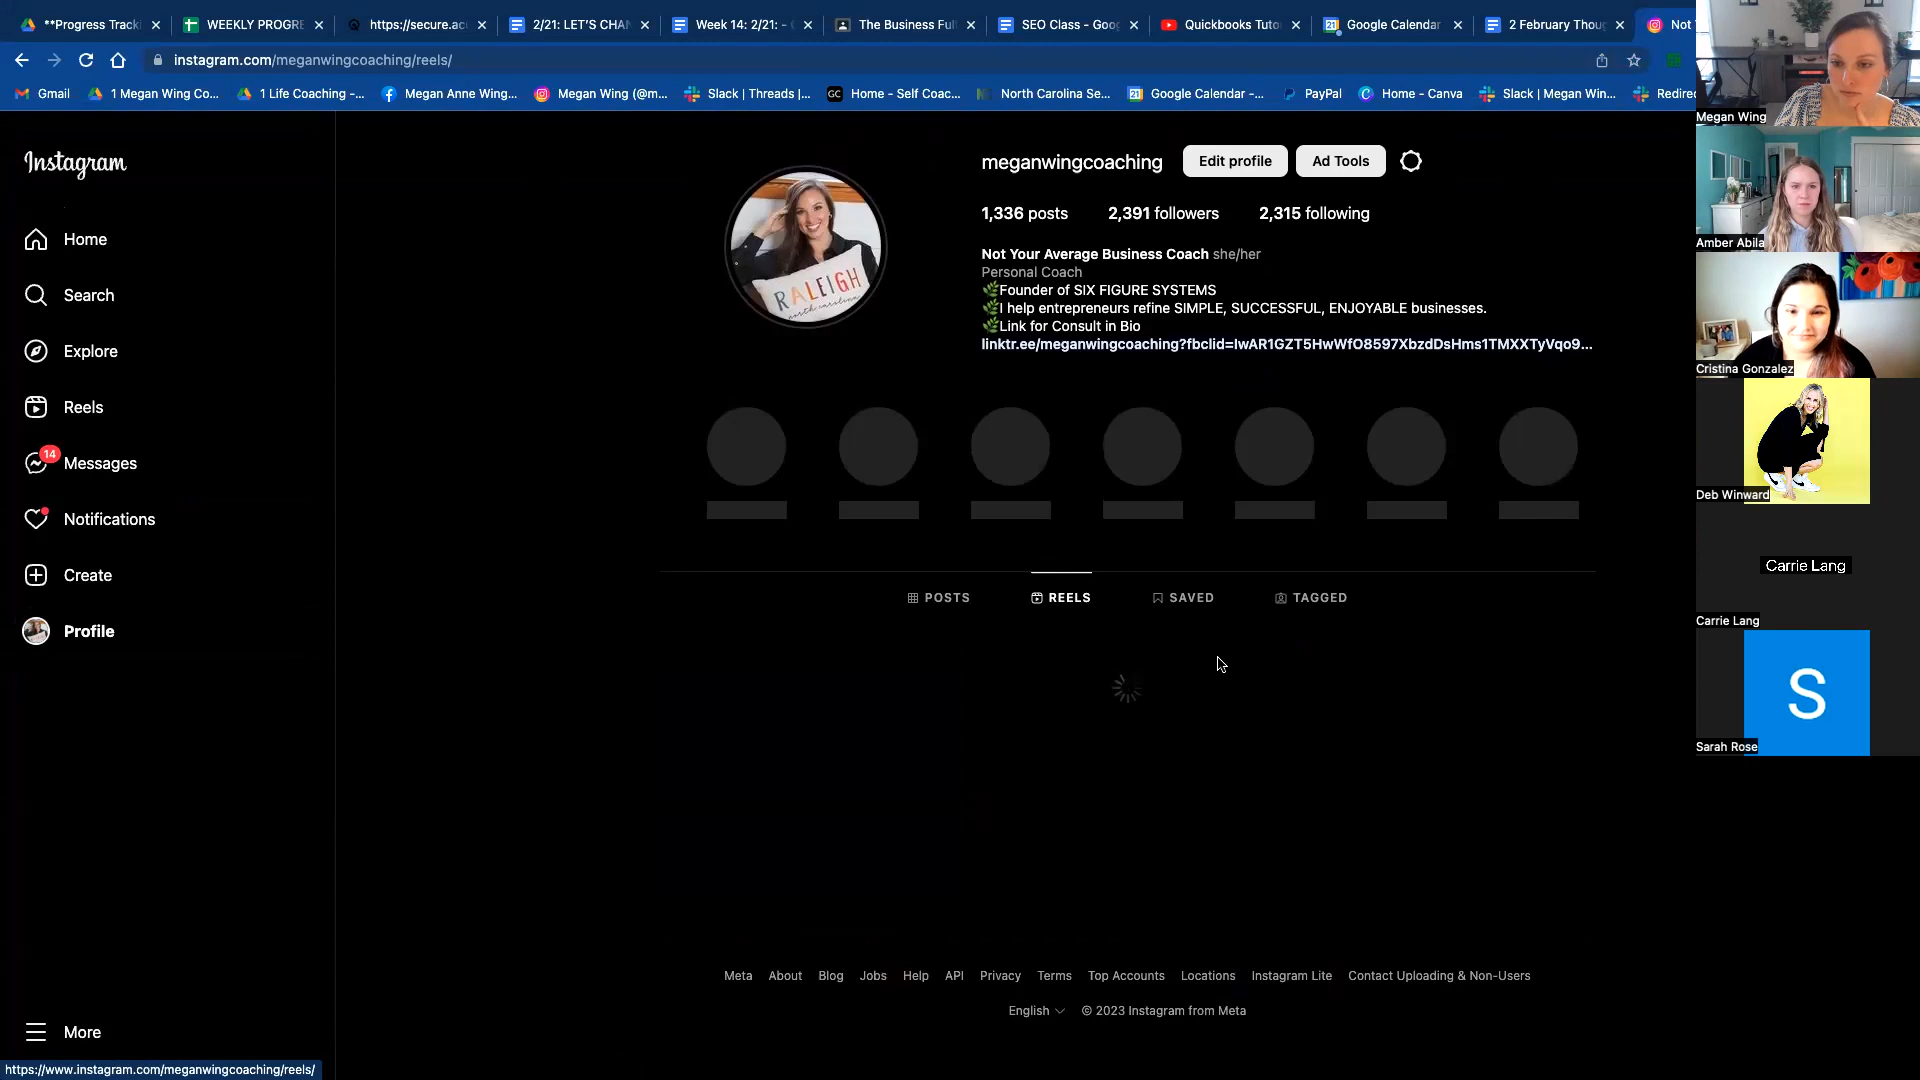 **Progress Tracki
WEEKLY PROGRE
https://secure.ac
2/21: LET'S CHAN
Week 14: 2/21: -
The Business Full
SEO Class - Goog
Quickbooks Tuto
Google Calendar
2 February Thoug
Not
instagram.com/meganwingcoaching/reels/
Gmail
1 Megan Wing Co...
1 Life Coaching -...
Megan Anne Wing...
Megan Wing (@m...
Slack | Threads |...
Home - Self Coac...
North Carolina Se...
Google Calendar -...
PayPal
Home - Canva
Slack | Megan Win...
Redirec
Instagram
Home
Search
Explore
Reels
14
Messages
Notifications
Create
Profile
More
meganwingcoaching
Edit profile
Ad Tools
1,336 posts
2,391 followers
2,315 following
Not Your Average Business Coach she/her
Personal Coach
🌿Founder of SIX FIGURE SYSTEMS
🌿I help entrepreneurs refine SIMPLE, SUCCESSFUL, ENJOYABLE businesses.
🌿Link for Consult in Bio
linktr.ee/meganwingcoaching?fbclid=IwAR1GZT5HwWfO8597XbzdDsHms1TMXXTyVqo9...
RALEIGH
north carolina
POSTS
REELS
SAVED
TAGGED
Meta About Blog Jobs Help API Privacy Terms Top Accounts Locations Instagram Lite Contact Uploading & Non-Users
English
© 2023 Instagram from Meta
https://www.instagram.com/meganwingcoaching/reels/
Megan Wing
Amber Abila
Cristina Gonzalez
Deb Winward
Carrie Lang
Carrie Lang
S
Sarah Rose